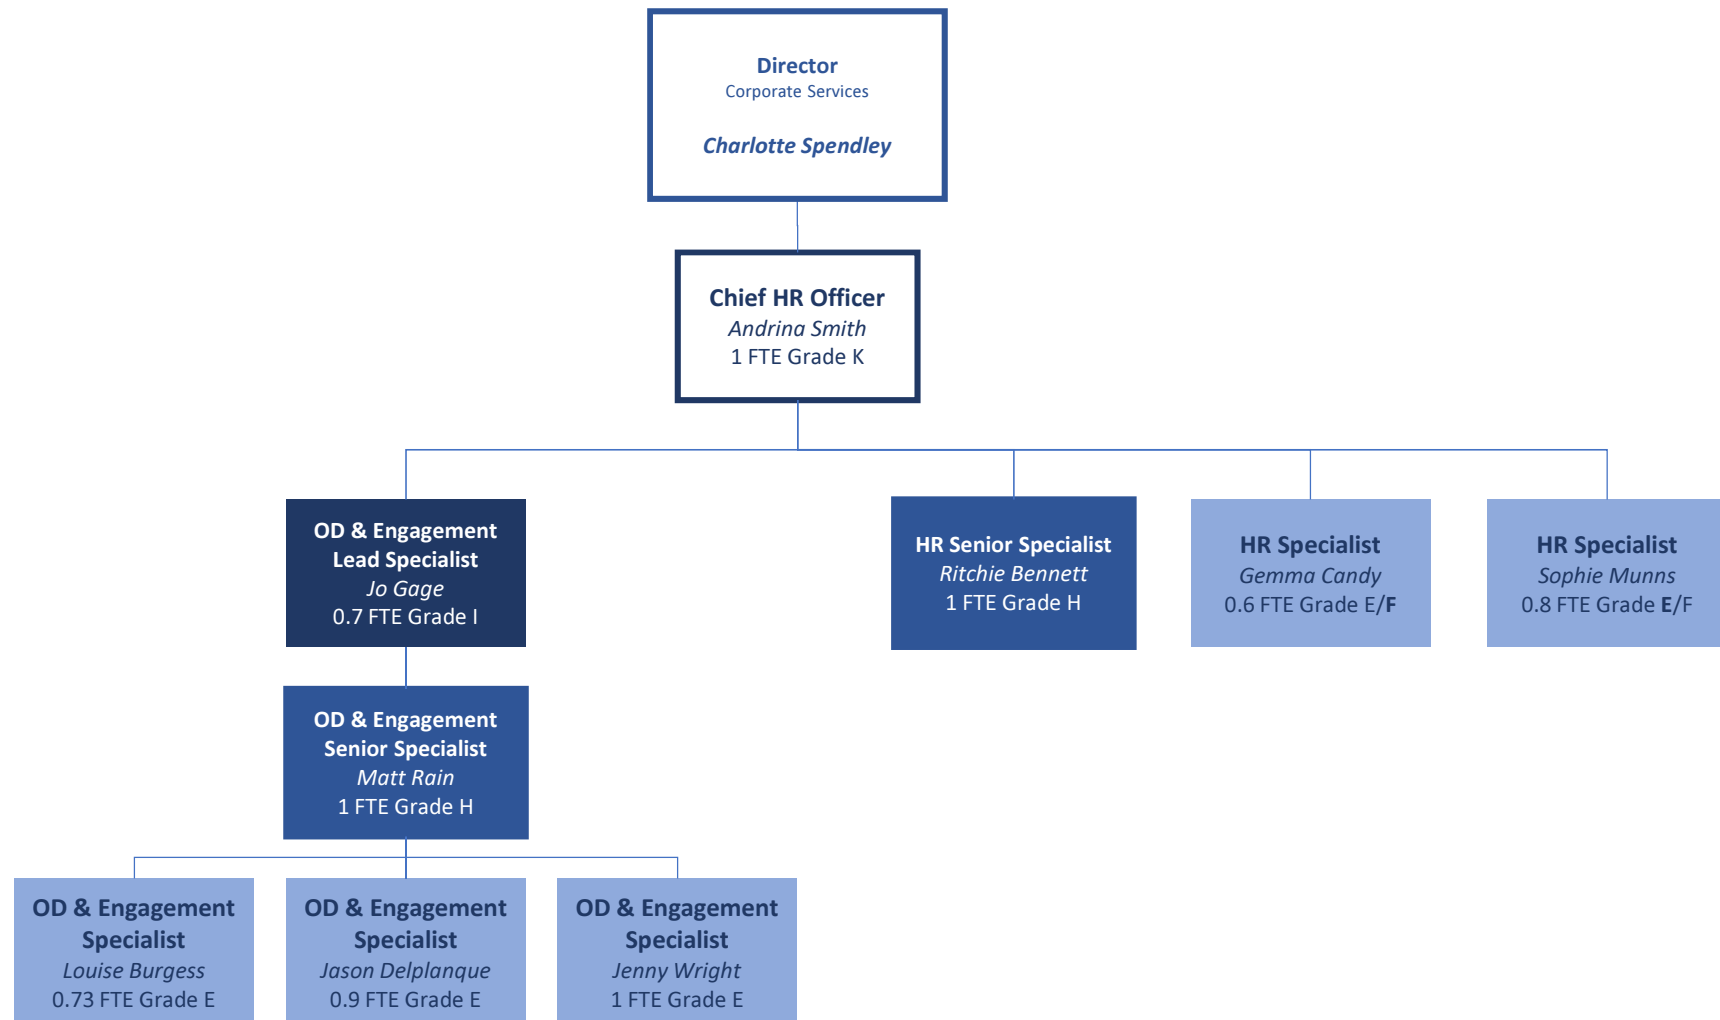 Director
Corporate Services
Charlotte Spendley
Chief HR Officer
Andrina Smith
1 FTE Grade K
OD & Engagement
Lead Specialist
Jo Gage
0.7 FTE Grade I
HR Senior Specialist
Ritchie Bennett
1 FTE Grade H
HR Specialist
Gemma Candy
0.6 FTE Grade E/F
HR Specialist
Sophie Munns
0.8 FTE Grade E/F
OD & Engagement
Senior Specialist
Matt Rain
1 FTE Grade H
OD & Engagement
Specialist
Louise Burgess
0.73 FTE Grade E
OD & Engagement
Specialist
Jason Delplanque
0.9 FTE Grade E
OD & Engagement
Specialist
Jenny Wright
1 FTE Grade E